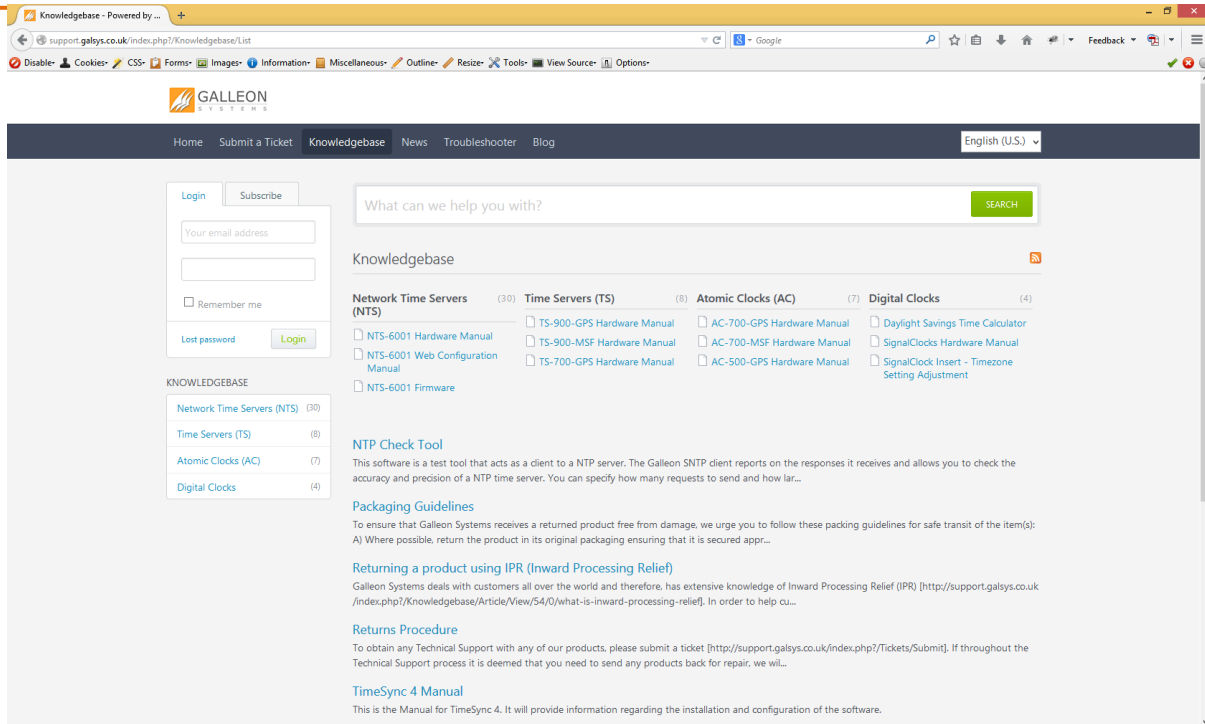 Knowledgebase - Powered by ...
support.galsys.co.uk/index.php?/Knowledgebase/List
Google
Feedback
Disable Cookies CSS Forms Images Information Miscellaneous Outline Resize Tools View Source Options
GALLEON
SYSTEMS
Home Submit a Ticket Knowledgebase News Troubleshooter Blog
English (U.S.)
Login Subscribe
Your email address
Remember me
Lost password Login
KNOWLEDGEBASE
Network Time Servers (NTS) (30)
Time Servers (TS) (8)
Atomic Clocks (AC) (7)
Digital Clocks (4)
What can we help you with?
SEARCH
Knowledgebase
Network Time Servers (NTS) (30)
NTS-6001 Hardware Manual
NTS-6001 Web Configuration
Manual
NTS-6001 Firmware
Time Servers (TS) (8)
TS-900-GPS Hardware Manual
TS-900-MSF Hardware Manual
TS-700-GPS Hardware Manual
Atomic Clocks (AC) (7)
AC-700-GPS Hardware Manual
AC-700-MSF Hardware Manual
AC-500-GPS Hardware Manual
Digital Clocks (4)
Daylight Savings Time Calculator
SignalClocks Hardware Manual
SignalClock Insert - Timezone
Setting Adjustment
NTP Check Tool
This software is a test tool that acts as a client to a NTP server. The Galleon SNTP client reports on the responses it receives and allows you to check the
accuracy and precision of a NTP time server. You can specify how many requests to send and how lar...
Packaging Guidelines
To ensure that Galleon Systems receives a returned product free from damage, we urge you to follow these packing guidelines for safe transit of the item(s):
A) Where possible, return the product in its original packaging ensuring that it is secured appr...
Returning a product using IPR (Inward Processing Relief)
Galleon Systems deals with customers all over the world and therefore, has extensive knowledge of Inward Processing Relief (IPR) [http://support.galsys.co.uk
/index.php?/Knowledgebase/Article/View/54/0/what-is-inward-processing-relief]. In order to help cu...
Returns Procedure
To obtain any Technical Support with any of our products, please submit a ticket [http://support.galsys.co.uk/index.php?/Tickets/Submit]. If throughout the
Technical Support process it is deemed that you need to send any products back for repair, we wil...
TimeSync 4 Manual
This is the Manual for TimeSync 4. It will provide information regarding the installation and configuration of the software.